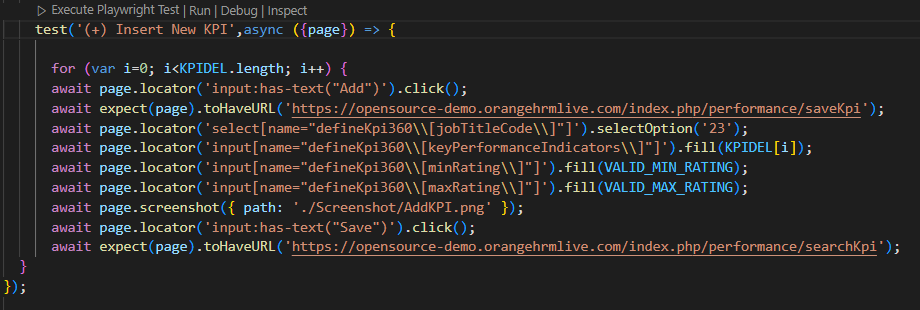 Execute Playwright Test | Run | Debug | Inspect
test('(+) Insert New KPI',async ({page}) => {
for (var i=0; i<KPIDEL.length; i++) {
await page.locator('input:has-text("Add")').click();
await expect(page).toHaveURL('https://opensource-demo.orangehrmlive.com/index.php/performance/saveKpi');
await page.locator('select[name="defineKpi360\\[jobTitleCode\\]"]').selectOption('23');
await page.locator('input[name="defineKpi360\\[keyPerformanceIndicators\\]"]').fill(KPIDEL[i]);
await page.locator('input[name="defineKpi360\\[minRating\\]"]').fill(VALID_MIN_RATING);
await page.locator('input[name="defineKpi360\\[maxRating\\]"]').fill(VALID_MAX_RATING);
await page.screenshot({ path: './Screenshot/AddKPI.png' });
await page.locator('input:has-text("Save")').click();
await expect(page).toHaveURL('https://opensource-demo.orangehrmlive.com/index.php/performance/searchKpi');
}
});